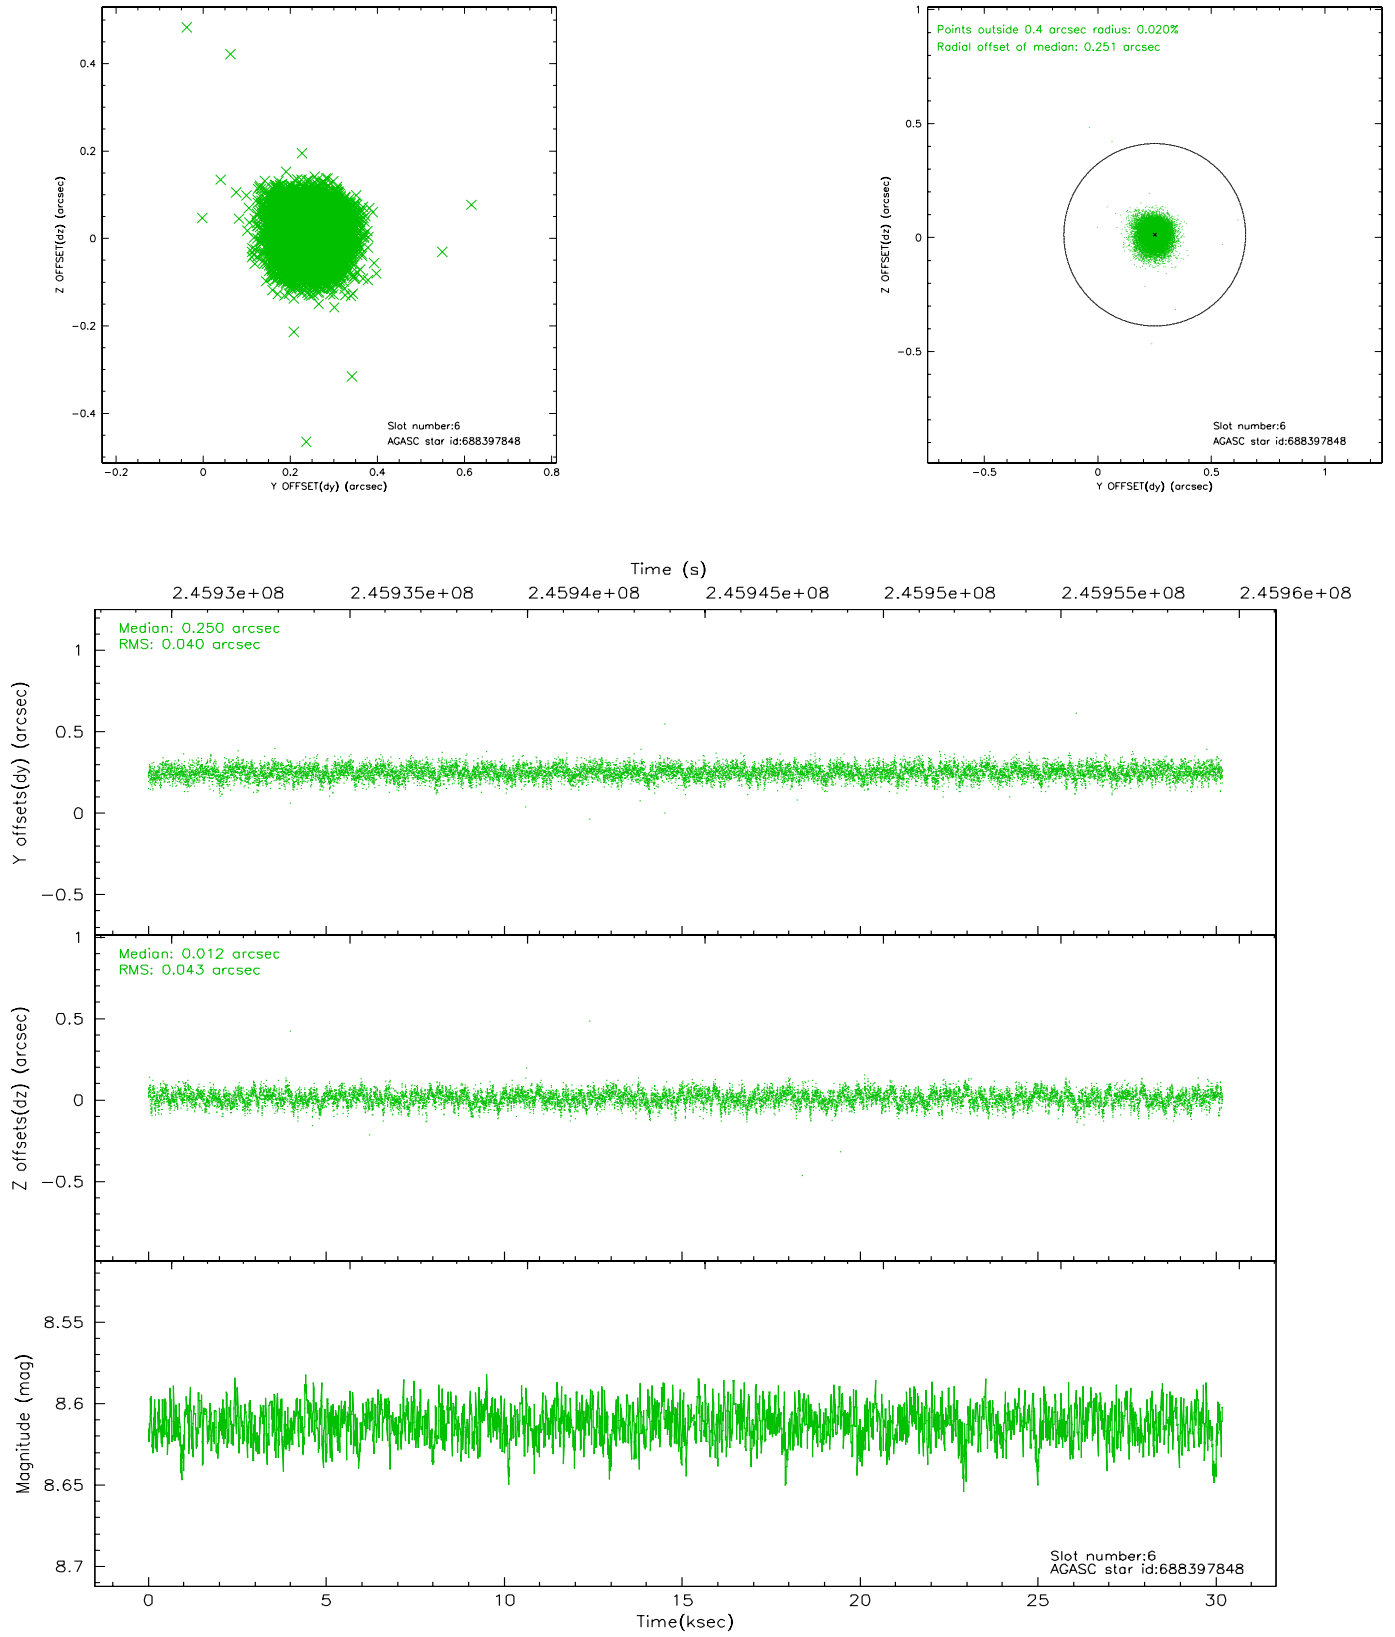 0.4
0.2
0
−0.2
−0.4
Z OFFSET(dz) (arcsec)
Slot number:6
AGASC star id:688397848
−0.2 0 0.2 0.4 0.6 0.8
Y OFFSET(dy) (arcsec)
Points outside 0.4 arcsec radius: 0.020%
Radial offset of median: 0.251 arcsec
1
0.5
0
−0.5
Z OFFSET(dz) (arcsec)
Slot number:6
AGASC star id:688397848
−0.5 0 0.5 1
Y OFFSET(dy) (arcsec)
Time (s)
2.4593e+08 2.45935e+08 2.4594e+08 2.45945e+08 2.4595e+08 2.45955e+08 2.4596e+08
Median: 0.250 arcsec
RMS: 0.040 arcsec
1
0.5
0
−0.5
Y offsets(dy) (arcsec)
Median: 0.012 arcsec
RMS: 0.043 arcsec
1
0.5
0
−0.5
Z offsets(dz) (arcsec)
8.55
8.6
8.65
8.7
Magnitude (mag)
Slot number:6
AGASC star id:688397848
0 5 10 15 20 25 30
Time(ksec)